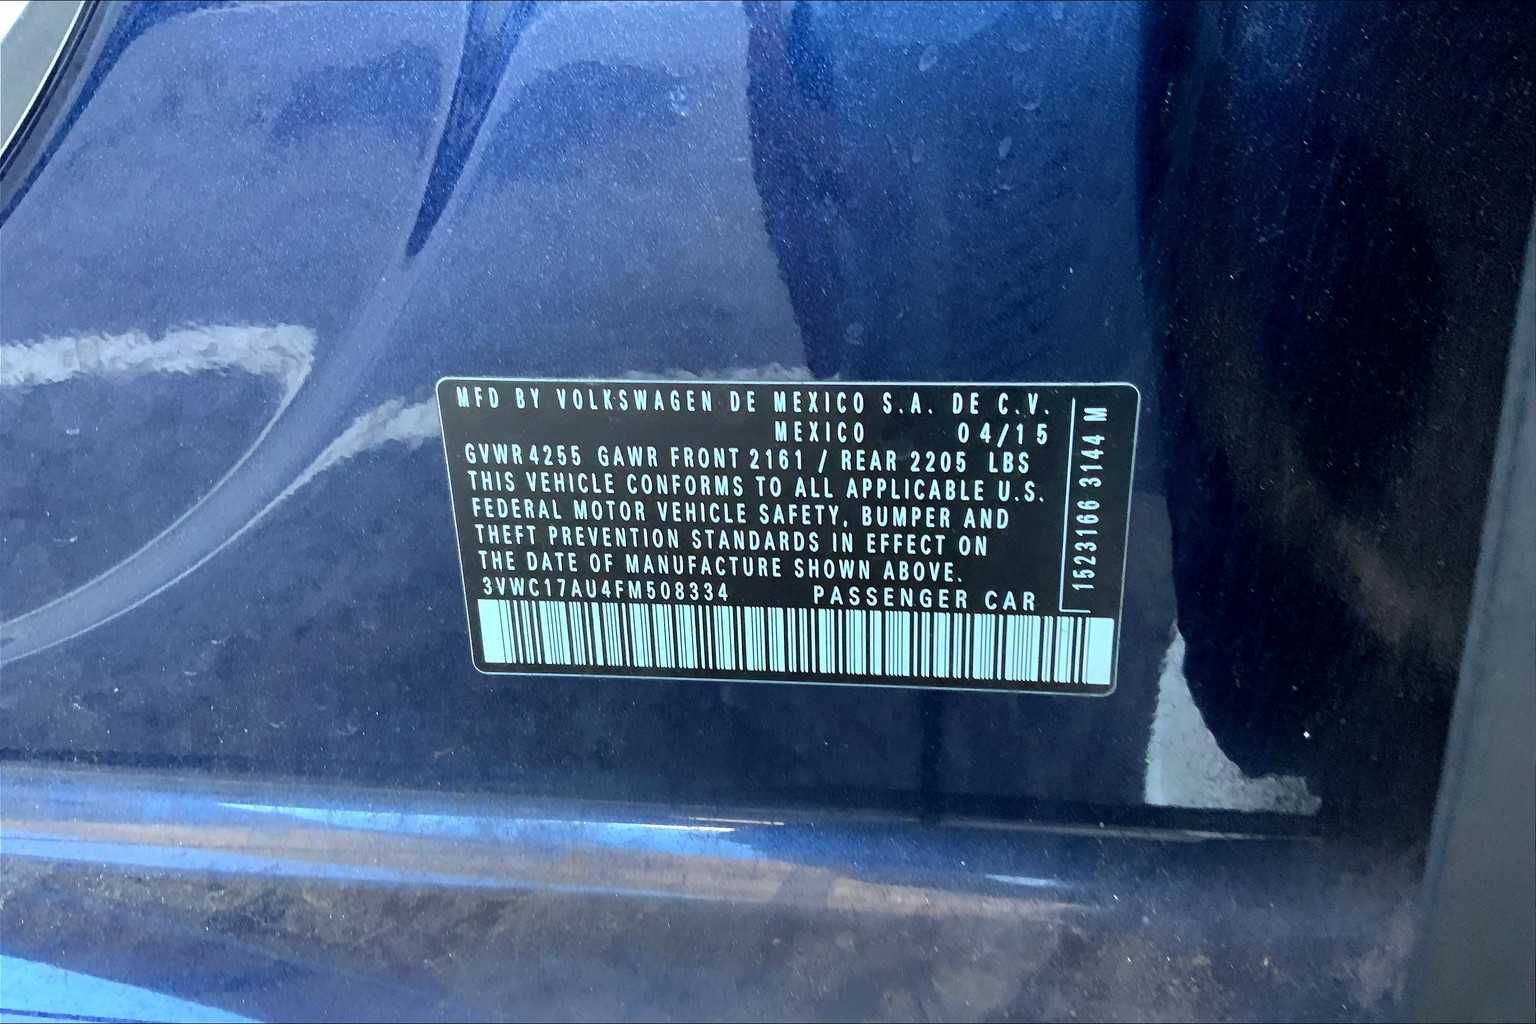 MFD BY VOLKSWAGEN DE MEXICO S.A. DE C.V.
MEXICO 04/15
GVWR 4255 GAWR FRONT 2161 / REAR 2205 LBS
THIS VEHICLE CONFORMS TO ALL APPLICABLE U.S.
FEDERAL MOTOR VEHICLE SAFETY, BUMPER AND
THEFT PREVENTION STANDARDS IN EFFECT ON
THE DATE OF MANUFACTURE SHOWN ABOVE.
3VWC17AU4FM508334 PASSENGER CAR
1523166 3144 M